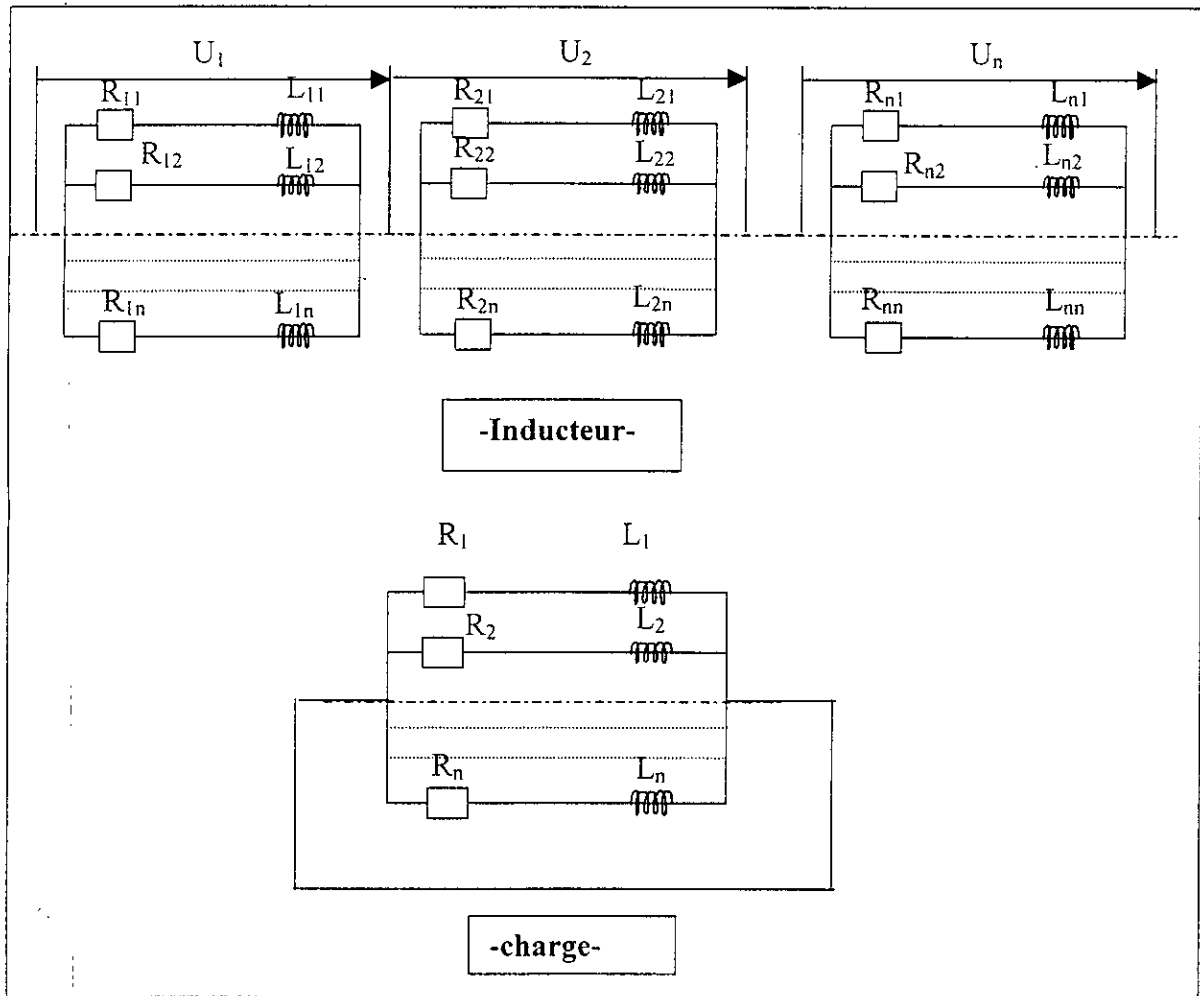 U₁ U₂ Uₙ
R₁₁ L₁₁ R₂₁ L₂₁ Rₙ₁ Lₙ₁
R₁₂ L₁₂ R₂₂ L₂₂ Rₙ₂ Lₙ₂
R₁ₙ L₁ₙ R₂ₙ L₂ₙ Rₙₙ Lₙₙ
-Inducteur-
R₁ L₁
R₂ L₂
Rₙ Lₙ
-charge-